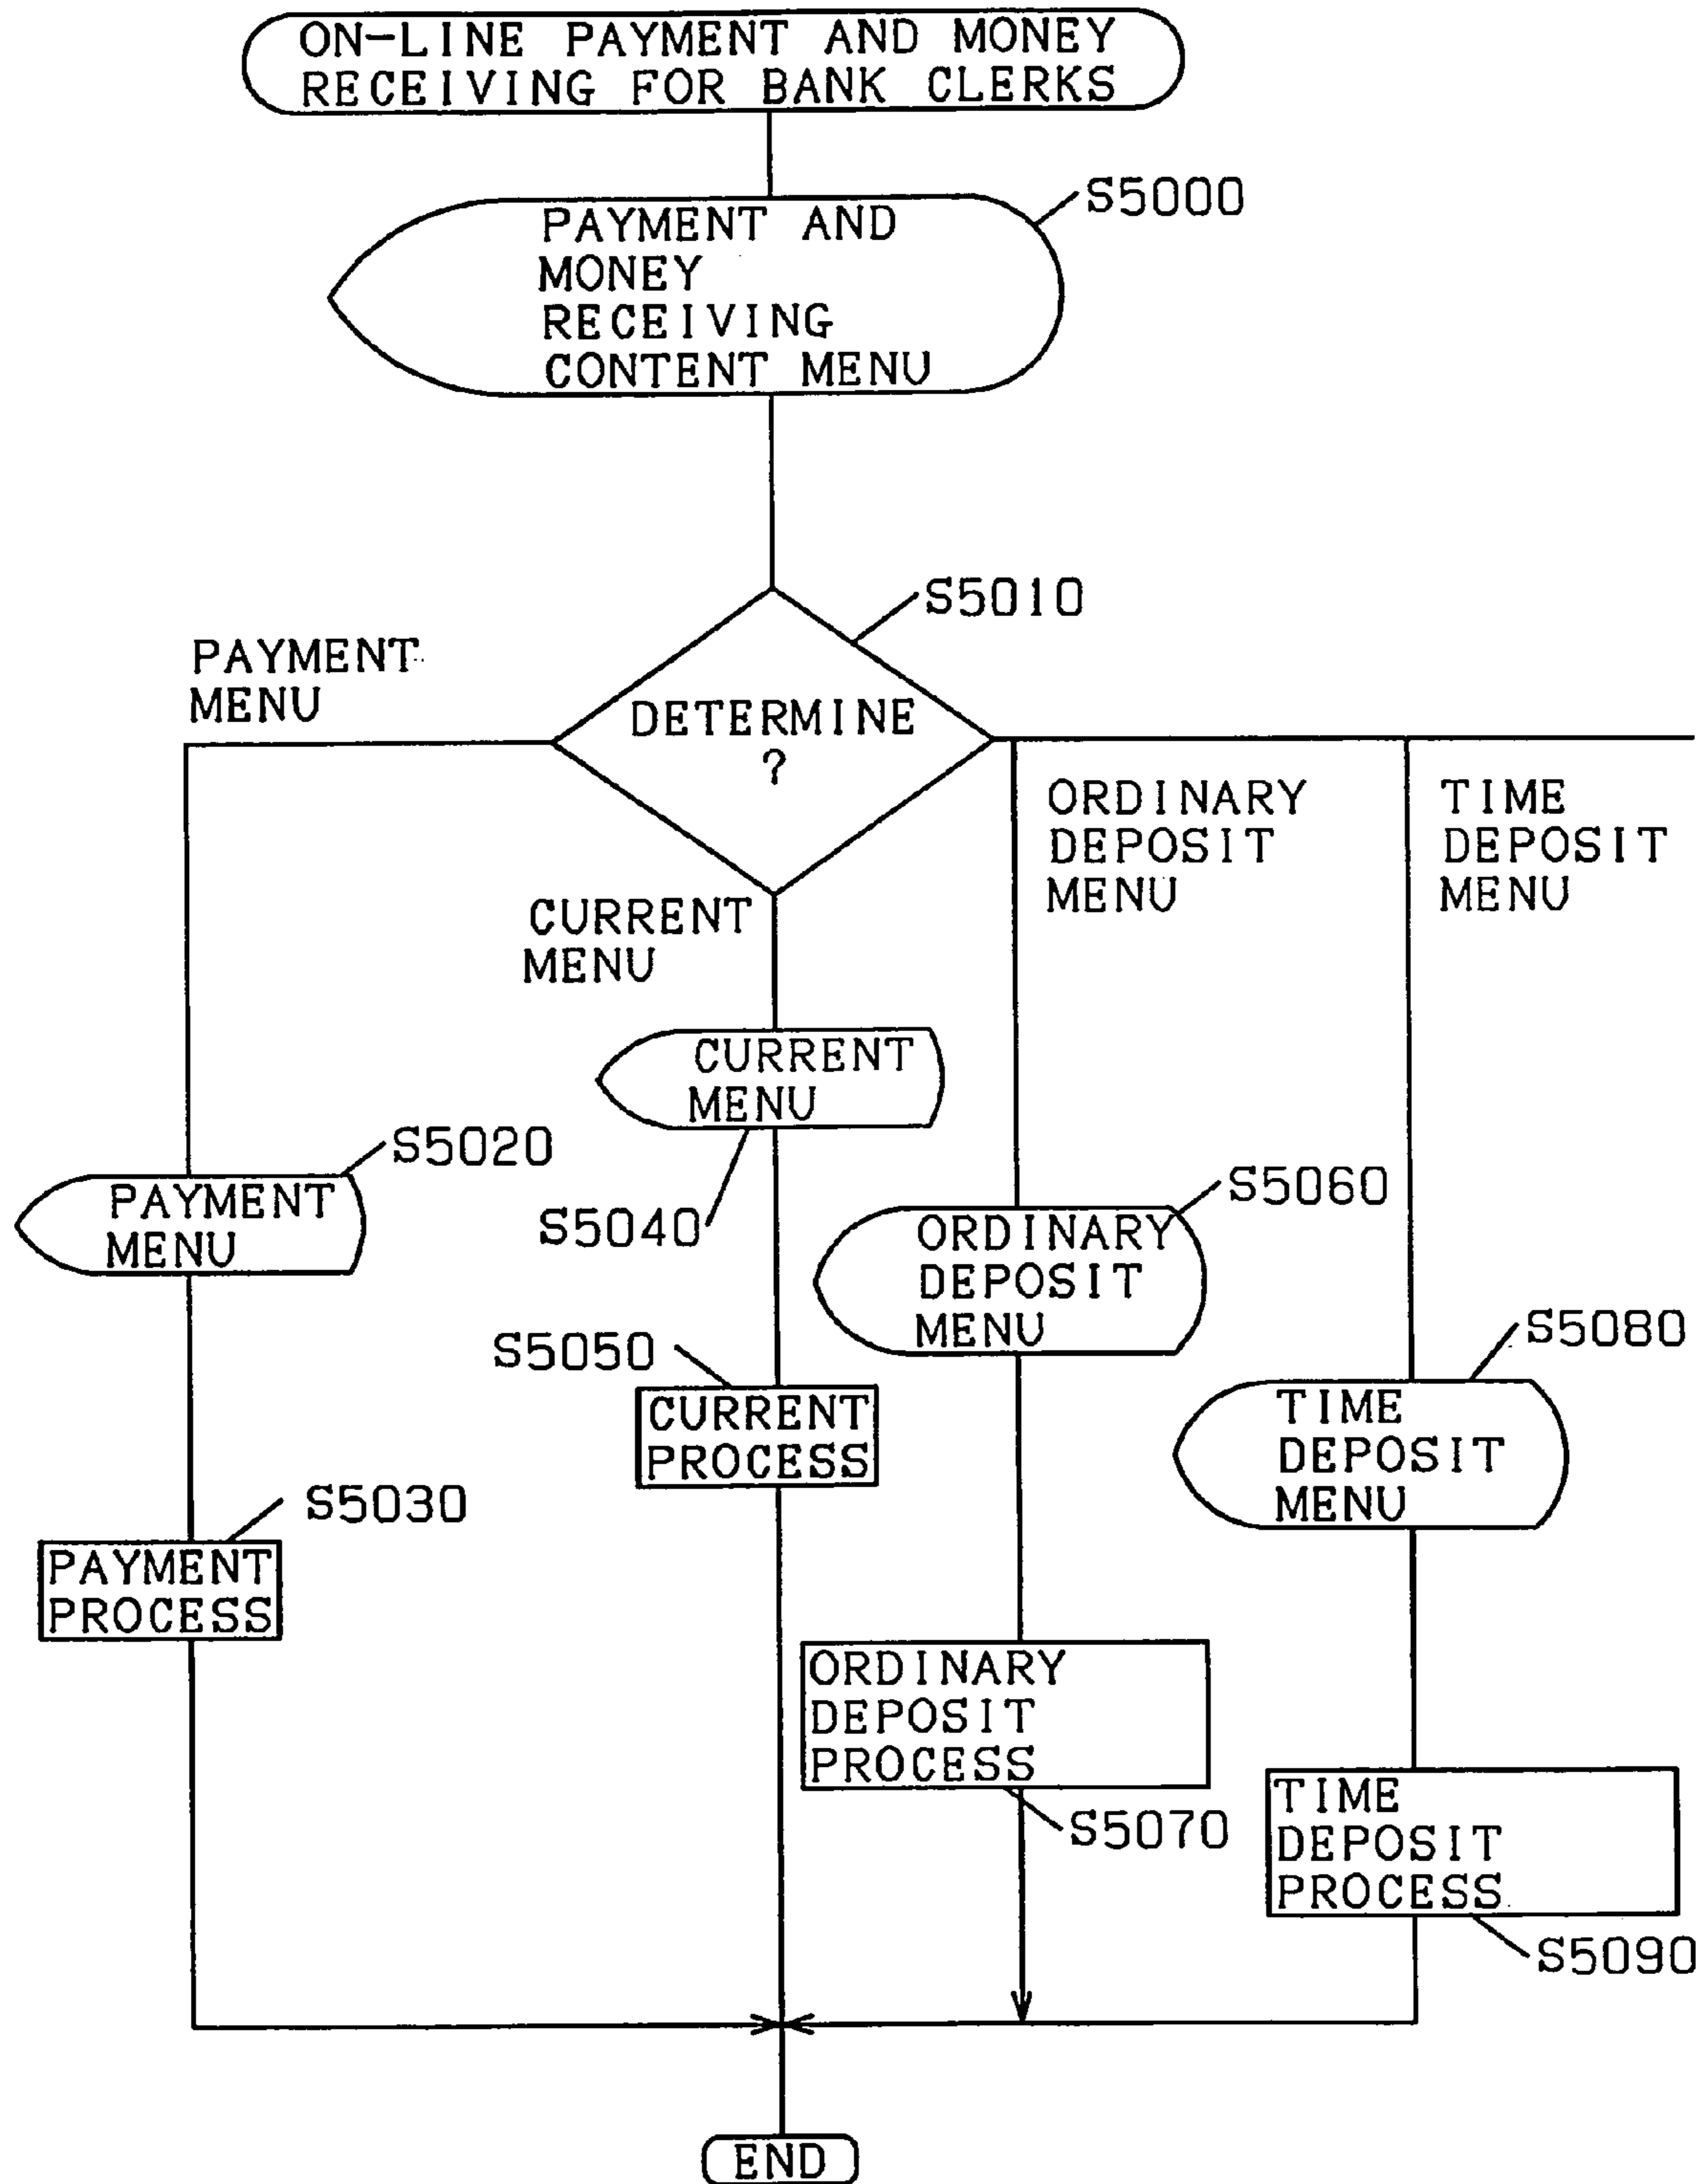 ON-LINE PAYMENT AND MONEY
RECEIVING FOR BANK CLERKS
S5000
PAYMENT AND
MONEY
RECEIVING
CONTENT MENU
S5010
PAYMENT
MENU
DETERMINE
?
ORDINARY
DEPOSIT
MENU
TIME
DEPOSIT
MENU
CURRENT
MENU
CURRENT
MENU
S5040
S5020
PAYMENT
MENU
S5060
ORDINARY
DEPOSIT
MENU
S5080
TIME
DEPOSIT
MENU
S5050
CURRENT
PROCESS
S5030
PAYMENT
PROCESS
ORDINARY
DEPOSIT
PROCESS
S5070
TIME
DEPOSIT
PROCESS
S5090
END